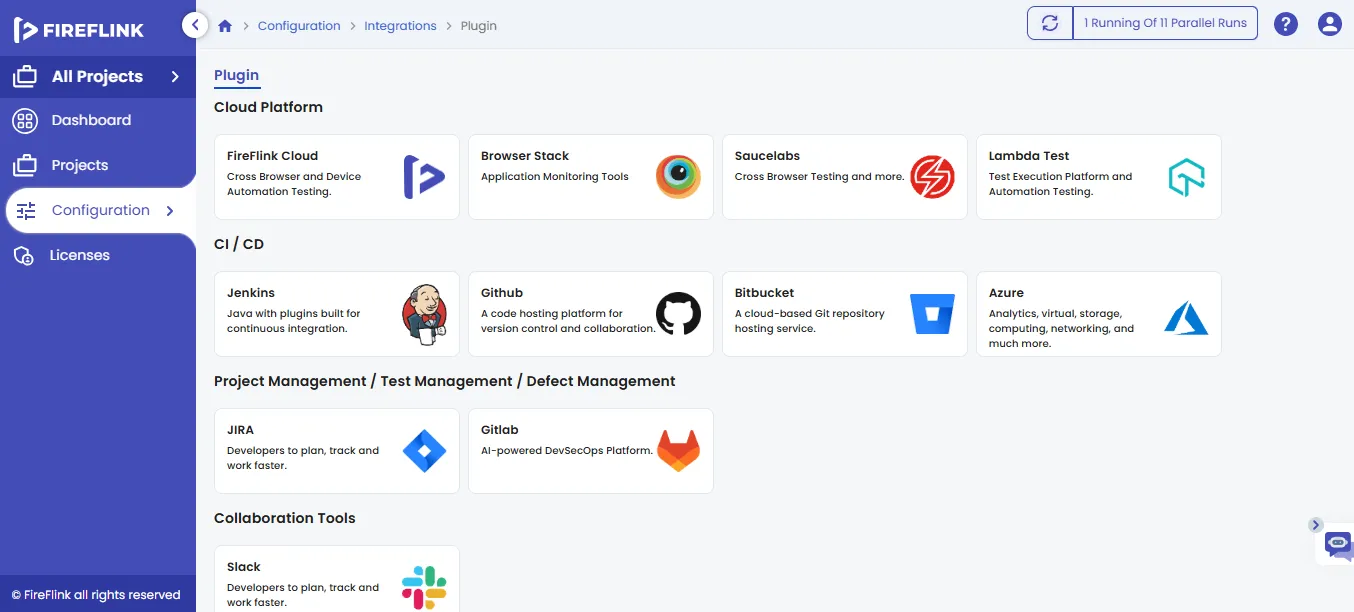 FIREFLINK
Configuration
Integrations
Plugin
1 Running Of 11 Parallel Runs
All Projects
Dashboard
Projects
Configuration
Licenses
© FireFlink all rights reserved
Plugin
Cloud Platform
FireFlink Cloud
Cross Browser and Device
Automation Testing.
Browser Stack
Application Monitoring Tools
Saucelabs
Cross Browser Testing and more.
Lambda Test
Test Execution Platform and
Automation Testing.
CI / CD
Jenkins
Java with plugins built for
continuous integration.
Github
A code hosting platform for
version control and collaboration.
Bitbucket
A cloud-based Git repository
hosting service.
Azure
Analytics, virtual, storage,
computing, networking, and
much more.
Project Management / Test Management / Defect Management
JIRA
Developers to plan, track and
work faster.
Gitlab
AI-powered DevSecOps Platform.
Collaboration Tools
Slack
Developers to plan, track and
work faster.